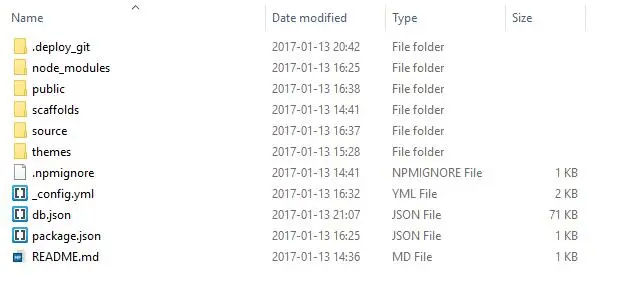 Name Date modified Type Size
.deploy_git 2017-01-13 20:42 File folder
node_modules 2017-01-13 16:25 File folder
public 2017-01-13 16:38 File folder
scaffolds 2017-01-13 14:41 File folder
source 2017-01-13 16:37 File folder
themes 2017-01-13 15:28 File folder
.npmignore 2017-01-13 14:41 NPMIGNORE File 1 KB
_config.yml 2017-01-13 16:32 YML File 2 KB
db.json 2017-01-13 21:07 JSON File 71 KB
package.json 2017-01-13 16:25 JSON File 1 KB
README.md 2017-01-13 14:36 MD File 1 KB